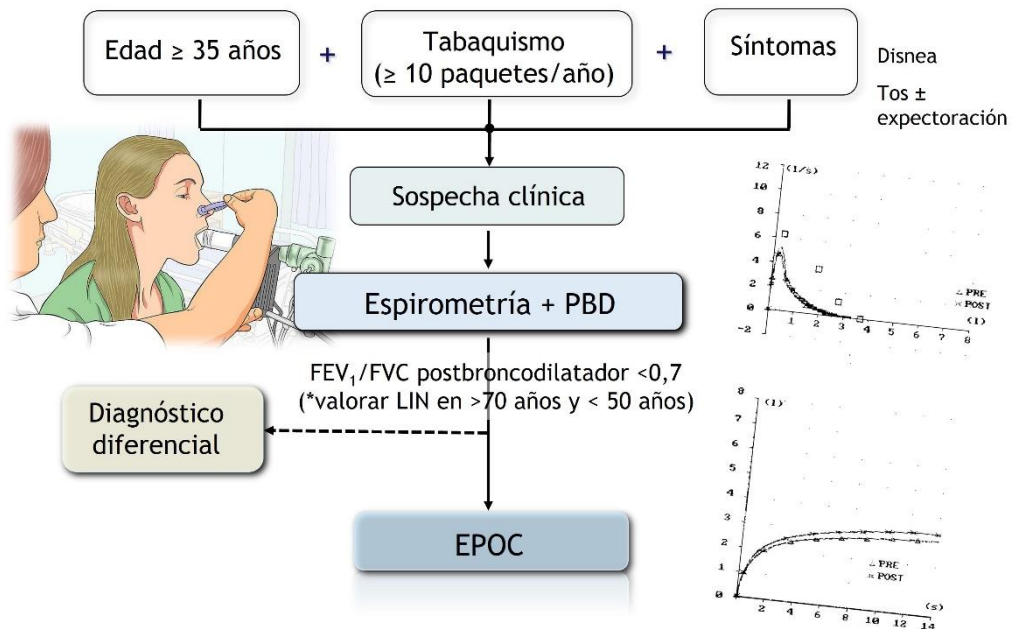 Edad ≥ 35 años
+
Tabaquismo
(≥ 10 paquetes/año)
+
Síntomas
Disnea
Tos ±
expectoración
Sospecha clínica
Espirometría + PBD
FEV₁/FVC postbroncodilatador <0,7
(*valorar LIN en >70 años y < 50 años)
Diagnóstico
diferencial
EPOC
12
(l/s)
10
8
6
4
2
0
-2
1 2 3 4 5 6 7 8
△ PRE
× POST
(l)
8
(l)
7
6
5
4
3
2
1
0
2 4 6 8 10 12 14
△ PRE
× POST
(s)